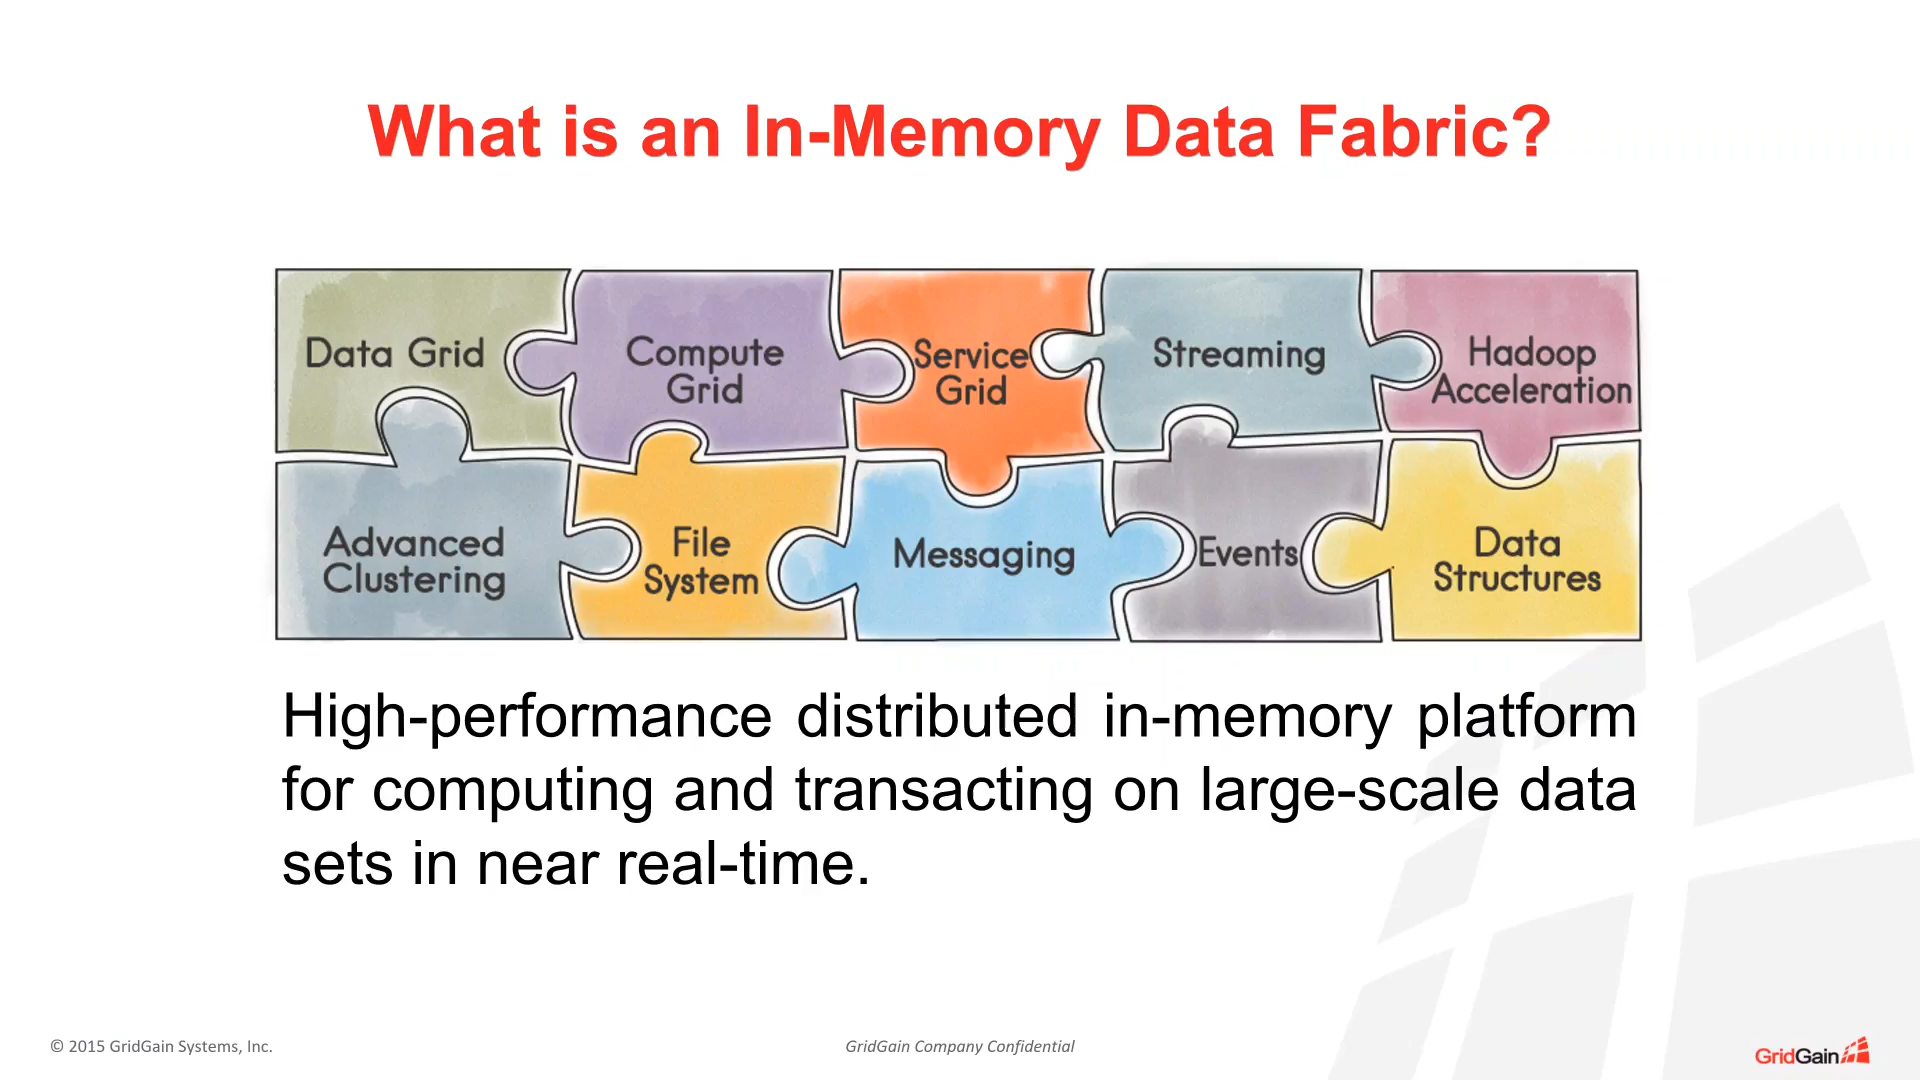 What is an In-Memory Data Fabric?
Data Grid
Compute
Grid
Service
Grid
Streaming
Hadoop
Acceleration
Advanced
Clustering
File
System
Messaging
Events
Data
Structures
High-performance distributed in-memory platform
for computing and transacting on large-scale data
sets in near real-time.
© 2015 GridGain Systems, Inc.
GridGain Company Confidential
GridGain